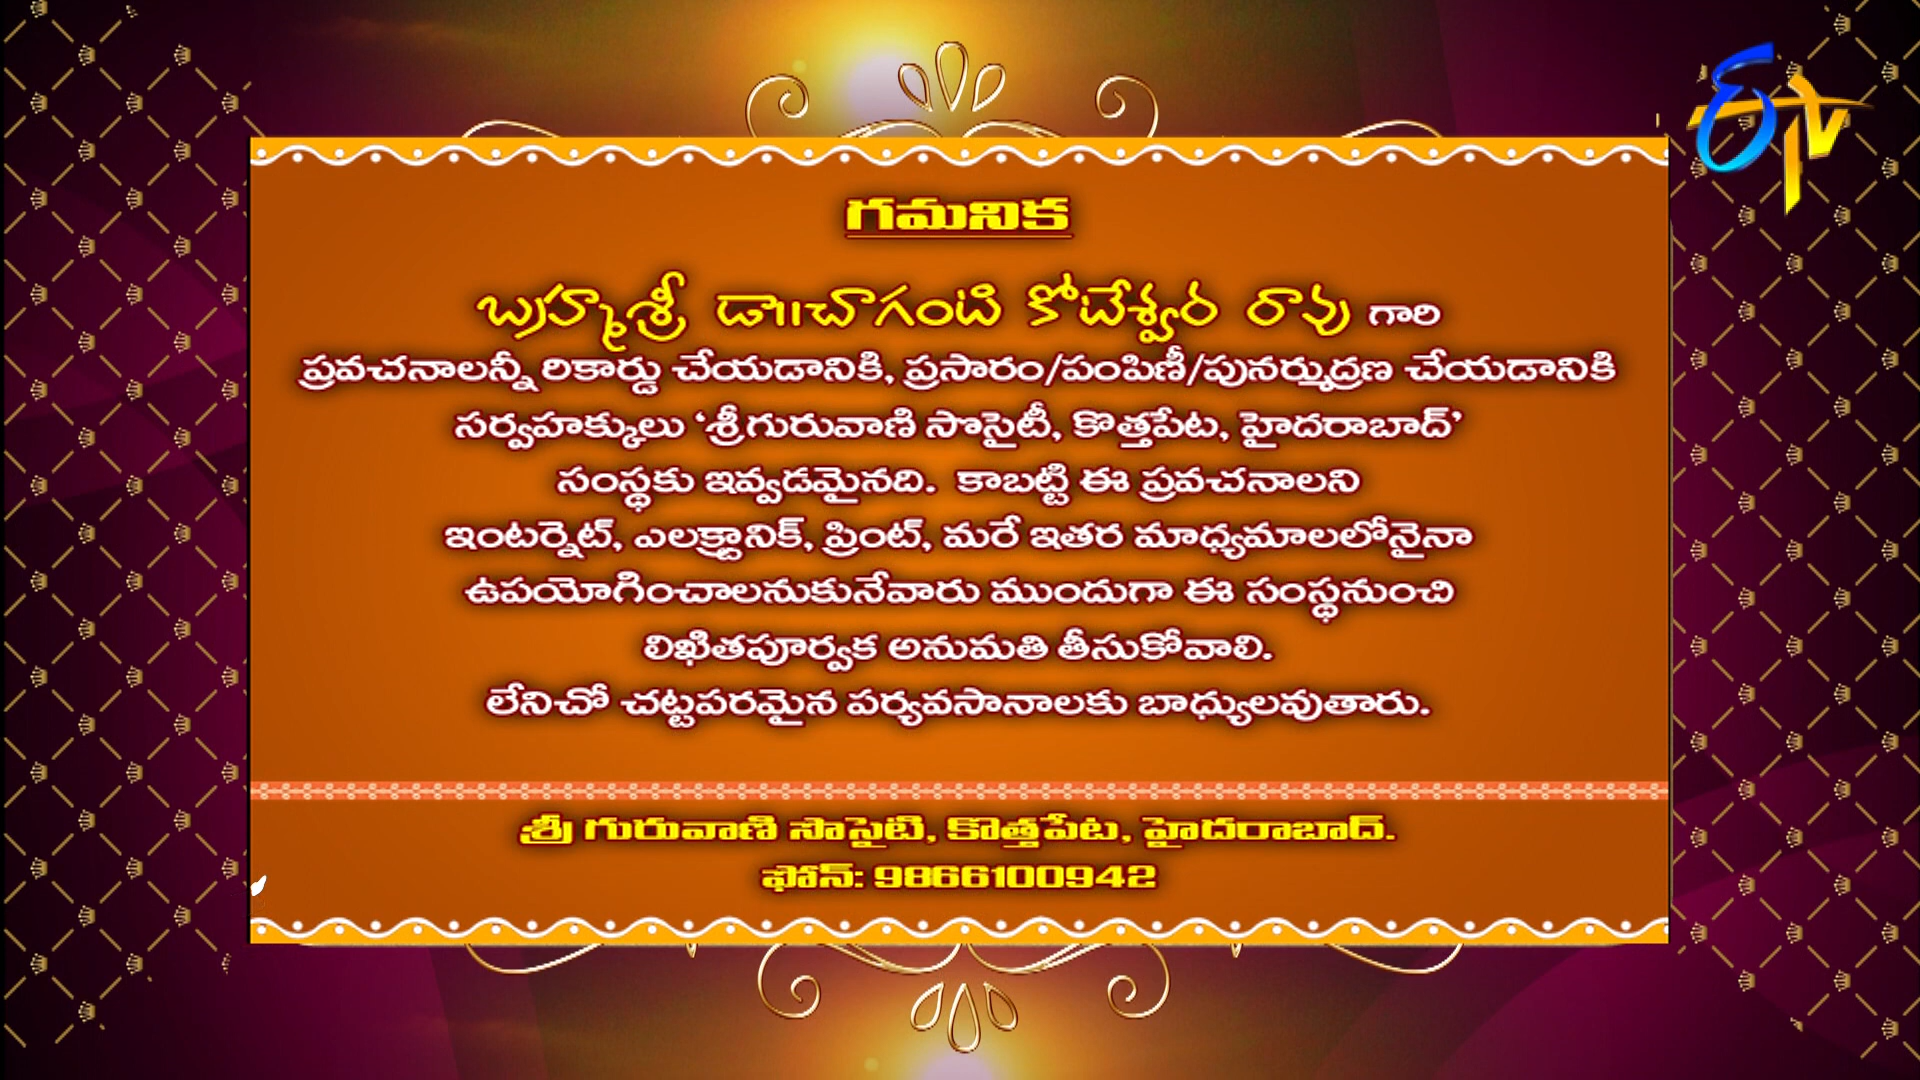 ETV
గమనిక
బ్రహ్మశ్రీ డా॥చాగంటి కోటేశ్వర రావు గారి
ప్రవచనాలన్నీ రికార్డు చేయడానికి, ప్రసారం/పంపిణీ/పునర్ముద్రణ చేయడానికి
సర్వహక్కులు ‘శ్రీగురువాణి సొసైటీ, కొత్తపేట, హైదరాబాద్’
సంస్థకు ఇవ్వడమైనది. కాబట్టి ఈ ప్రవచనాలని
ఇంటర్నెట్, ఎలక్ట్రానిక్, ప్రింట్, మరే ఇతర మాధ్యమాలలోనైనా
ఉపయోగించాలనుకునేవారు ముందుగా ఈ సంస్థనుంచి
లిఖితపూర్వక అనుమతి తీసుకోవాలి.
లేనిచో చట్టపరమైన పర్యవసానాలకు బాధ్యులవుతారు.
శ్రీ గురువాణి సొసైటి, కొత్తపేట, హైదరాబాద్.
ఫోన్: 9866100942